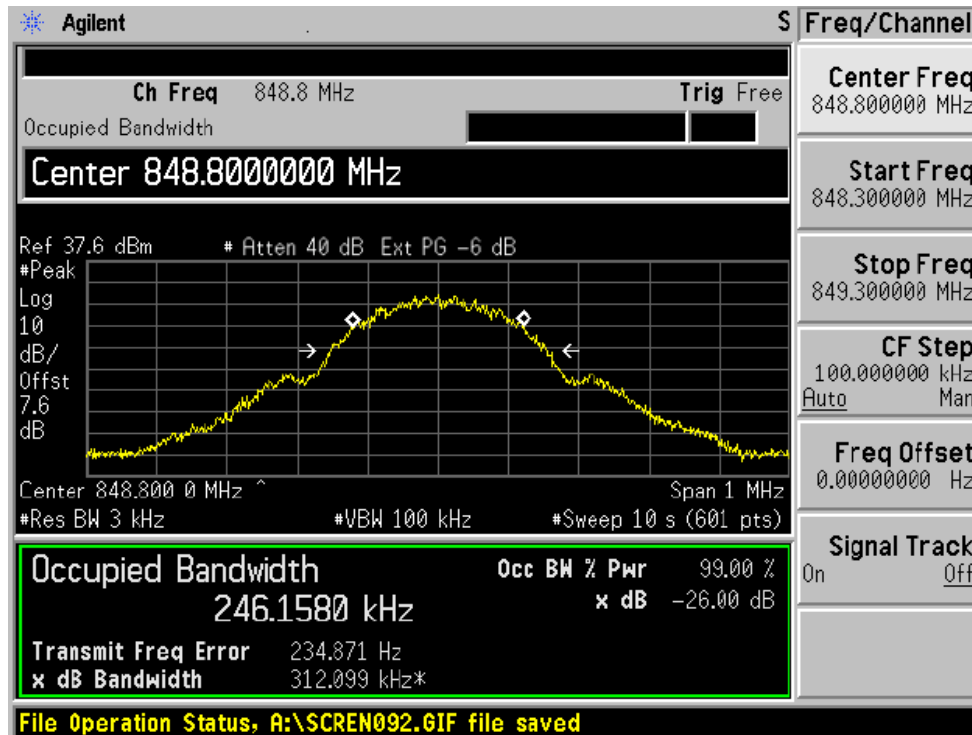 Agilent S Freq/Channel
Ch Freq 848.8 MHz Trig Free
Occupied Bandwidth
Center 848.8000000 MHz
Ref 37.6 dBm # Atten 40 dB Ext PG -6 dB
#Peak
Log
10
dB/
Offst
7.6
dB
Center 848.800 0 MHz ^ Span 1 MHz
#Res BW 3 kHz #VBW 100 kHz #Sweep 10 s (601 pts)
Occupied Bandwidth Occ BW % Pwr 99.00 %
246.1580 kHz x dB -26.00 dB
Transmit Freq Error 234.871 Hz
x dB Bandwidth 312.099 kHz*
File Operation Status, A:\SCREN092.GIF file saved
Center Freq
848.800000 MHz
Start Freq
848.300000 MHz
Stop Freq
849.300000 MHz
CF Step
100.000000 kHz
Auto Man
Freq Offset
0.00000000 Hz
Signal Track
On Off